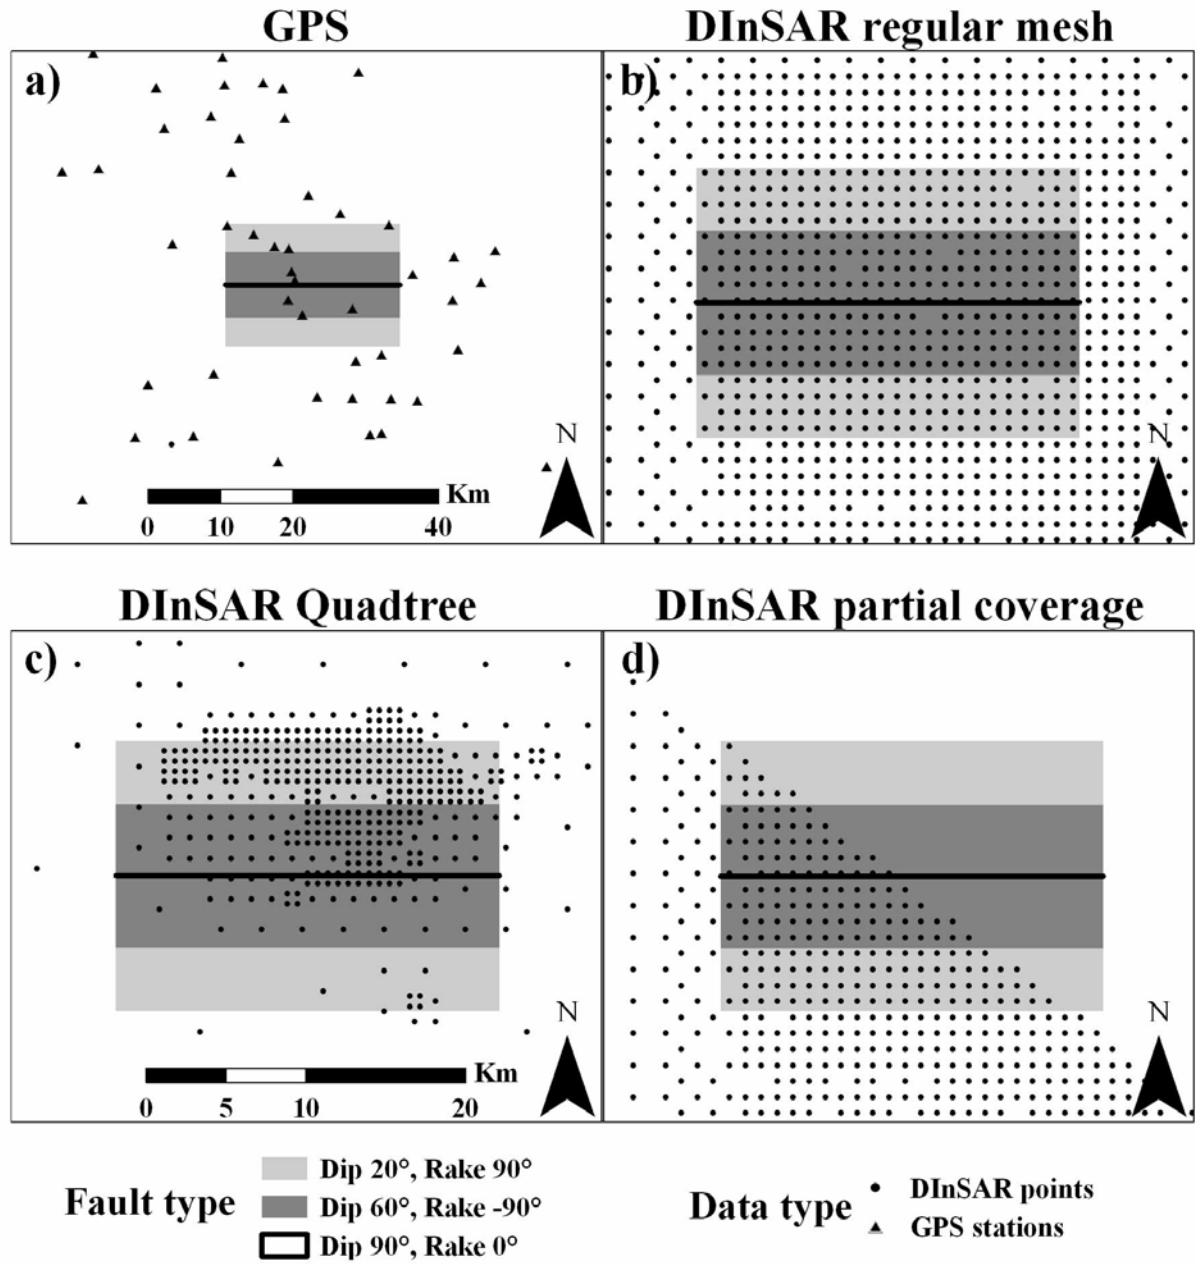 GPS
DInSAR regular mesh
a)
b)
N
N
Km
0 10 20 40
DInSAR Quadtree
DInSAR partial coverage
c)
d)
N
N
Km
0 5 10 20
Fault type
Dip 20°, Rake 90°
Dip 60°, Rake -90°
Dip 90°, Rake 0°
Data type
DInSAR points
GPS stations